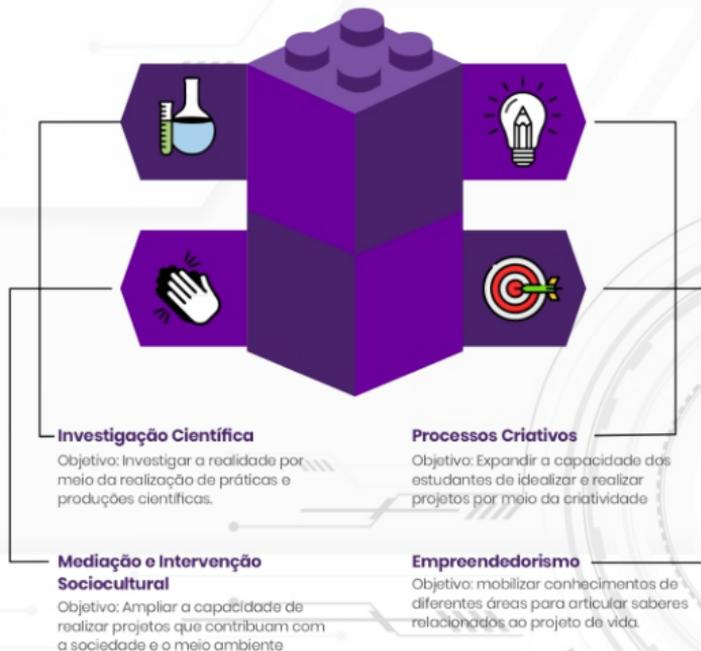 Investigação Científica
Objetivo: Investigar a realidade por
meio da realização de práticas e
produções científicas.
Processos Criativos
Objetivo: Expandir a capacidade dos
estudantes de idealizar e realizar
projetos por meio da criatividade
Mediação e Intervenção
Sociocultural
Objetivo: Ampliar a capacidade de
realizar projetos que contribuam com
a sociedade e o meio ambiente
Empreendedorismo
Objetivo: mobilizar conhecimentos de
diferentes áreas para articular saberes
relacionados ao projeto de vida.